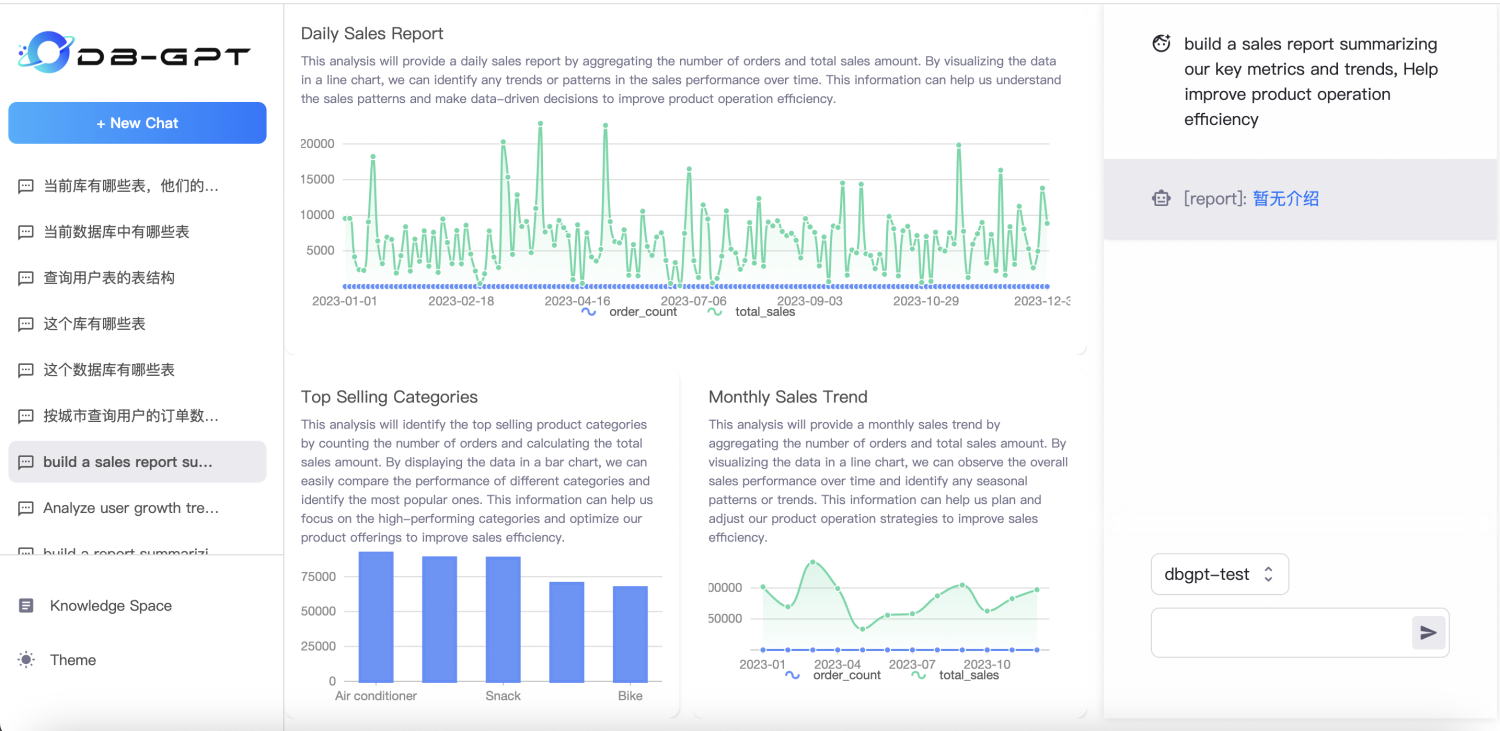 DB-GPT
+ New Chat
当前库有哪些表，他们的...
当前数据库中有哪些表
查询用户表的表结构
这个库有哪些表
这个数据库有哪些表
按城市查询用户的订单数...
build a sales report su...
Analyze user growth tre...
build a report summarizi
Knowledge Space
Theme
Daily Sales Report
This analysis will provide a daily sales report by aggregating the number of orders and total sales amount. By visualizing the data
in a line chart, we can identify any trends or patterns in the sales performance over time. This information can help us understand
the sales patterns and make data-driven decisions to improve product operation efficiency.
20000
15000
10000
5000
2023-01-01 2023-02-18 2023-04-16 2023-07-06 2023-09-03 2023-10-29 2023-12-3
order_count total_sales
Top Selling Categories
This analysis will identify the top selling product categories
by counting the number of orders and calculating the total
sales amount. By displaying the data in a bar chart, we can
easily compare the performance of different categories and
identify the most popular ones. This information can help us
focus on the high-performing categories and optimize our
product offerings to improve sales efficiency.
75000
50000
25000
0
Air conditioner Snack Bike
Monthly Sales Trend
This analysis will provide a monthly sales trend by
aggregating the number of orders and total sales amount. By
visualizing the data in a line chart, we can observe the overall
sales performance over time and identify any seasonal
patterns or trends. This information can help us plan and
adjust our product operation strategies to improve sales
efficiency.
00000
50000
2023-01 2023-04 2023-07 2023-10
order_count total_sales
build a sales report summarizing
our key metrics and trends, Help
improve product operation
efficiency
[report]: 暂无介绍
dbgpt-test